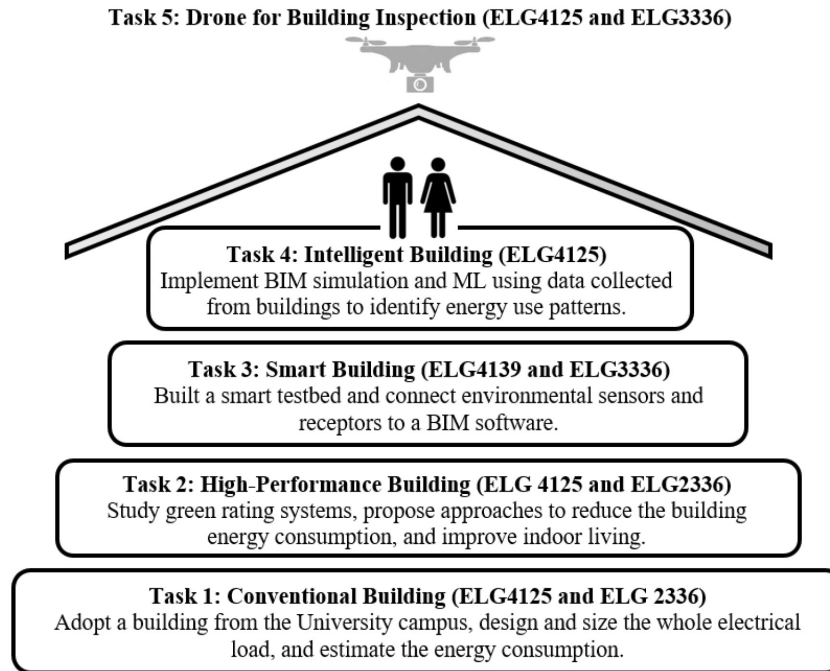 Task 5: Drone for Building Inspection (ELG4125 and ELG3336)
Task 4: Intelligent Building (ELG4125)
Implement BIM simulation and ML using data collected
from buildings to identify energy use patterns.
Task 3: Smart Building (ELG4139 and ELG3336)
Built a smart testbed and connect environmental sensors and
receptors to a BIM software.
Task 2: High-Performance Building (ELG 4125 and ELG2336)
Study green rating systems, propose approaches to reduce the building
energy consumption, and improve indoor living.
Task 1: Conventional Building (ELG4125 and ELG 2336)
Adopt a building from the University campus, design and size the whole electrical
load, and estimate the energy consumption.